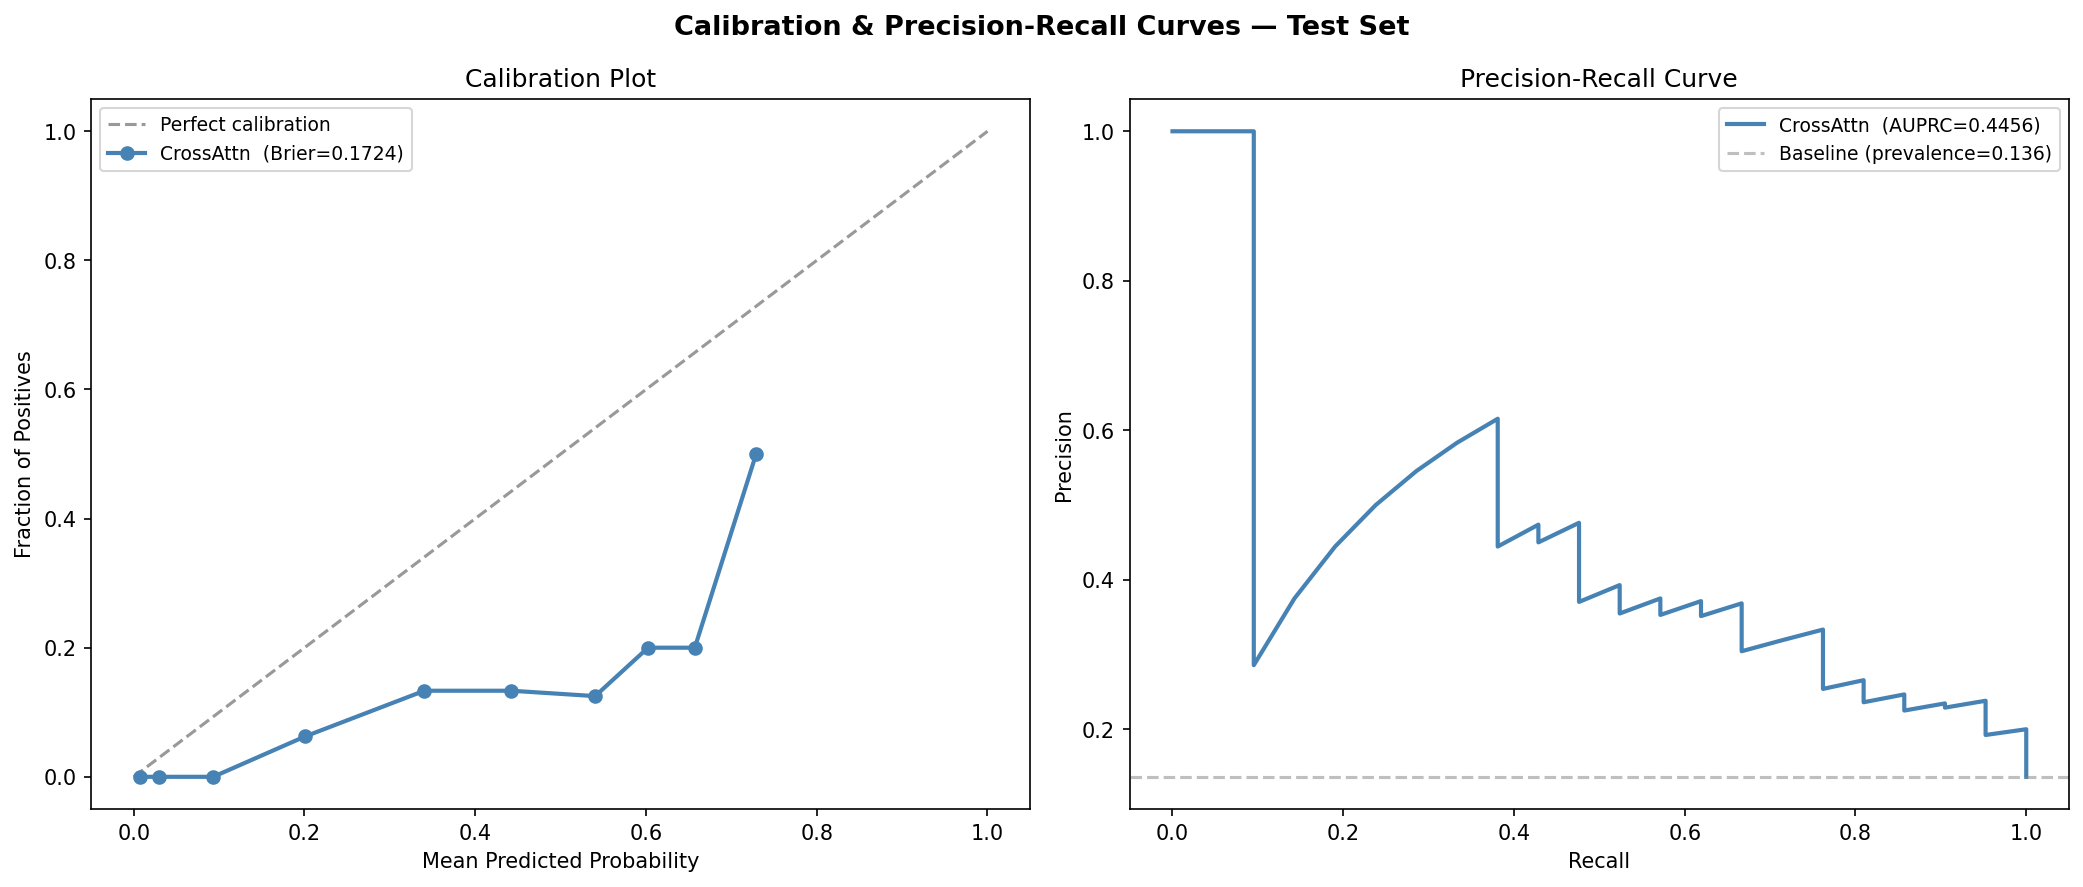 Calibration & Precision-Recall Curves — Test Set
Calibration Plot
Perfect calibration
CrossAttn (Brier=0.1724)
Fraction of Positives
1.0
0.8
0.6
0.4
0.2
0.0
0.0 0.2 0.4 0.6 0.8 1.0
Mean Predicted Probability
Precision-Recall Curve
CrossAttn (AUPRC=0.4456)
Baseline (prevalence=0.136)
Precision
1.0
0.8
0.6
0.4
0.2
0.0 0.2 0.4 0.6 0.8 1.0
Recall